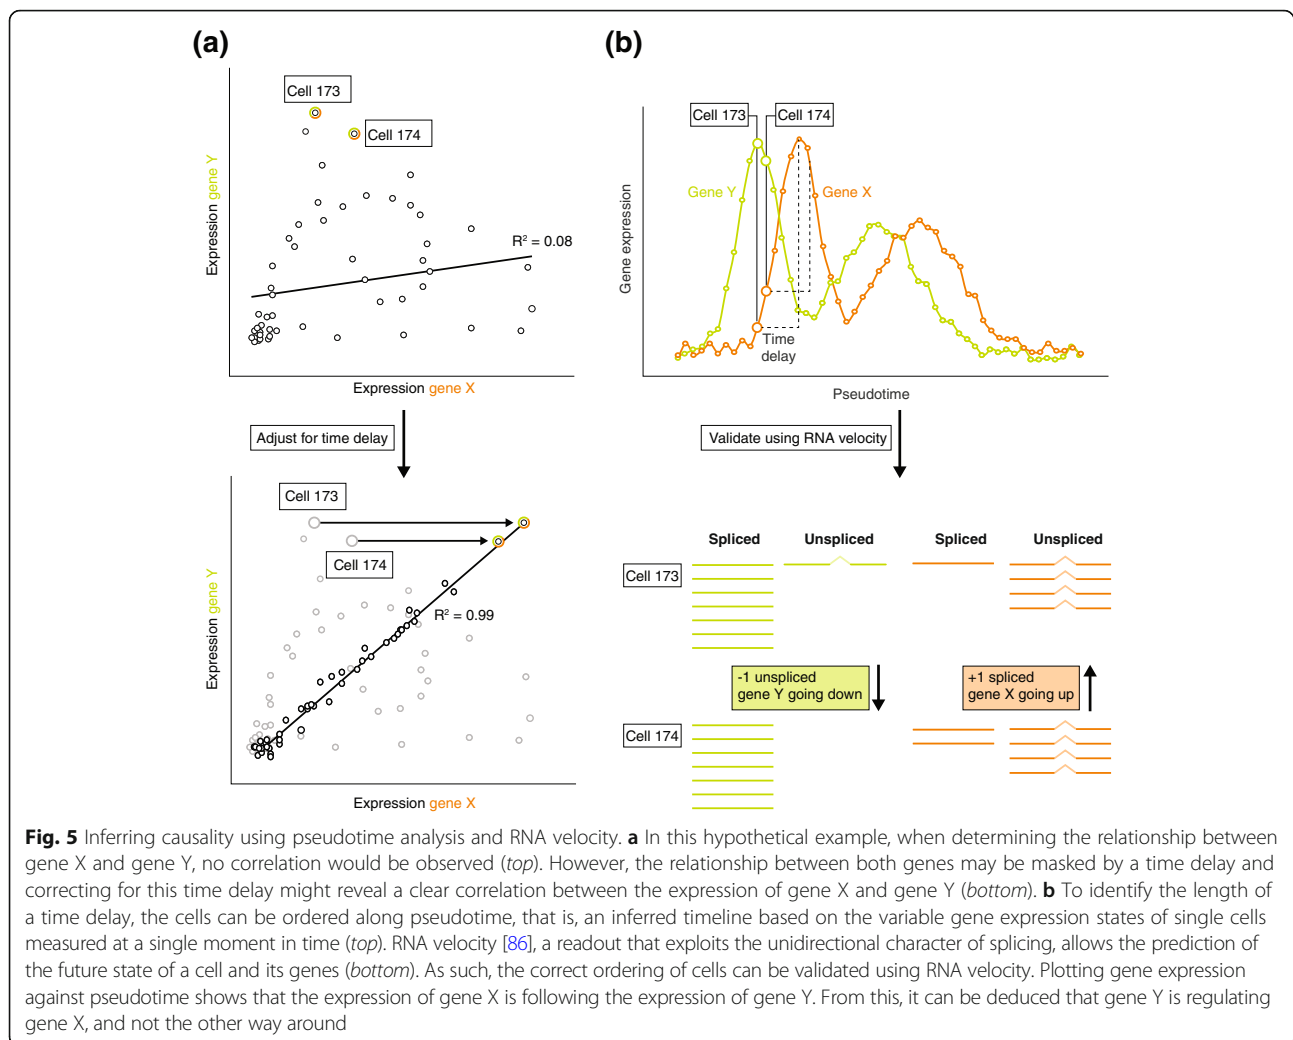 (a)
Cell 173
Cell 174
Expression gene Y
R² = 0.08
Expression gene X
Adjust for time delay
Cell 173
Cell 174
Expression gene Y
R² = 0.99
Expression gene X
(b)
Cell 173
Cell 174
Gene Y
Gene X
Gene expression
Time
delay
Pseudotime
Validate using RNA velocity
Spliced
Unspliced
Spliced
Unspliced
Cell 173
-1 unspliced
gene Y going down
+1 spliced
gene X going up
Cell 174
Fig. 5 Inferring causality using pseudotime analysis and RNA velocity. a In this hypothetical example, when determining the relationship between
gene X and gene Y, no correlation would be observed (top). However, the relationship between both genes may be masked by a time delay and
correcting for this time delay might reveal a clear correlation between the expression of gene X and gene Y (bottom). b To identify the length of
a time delay, the cells can be ordered along pseudotime, that is, an inferred timeline based on the variable gene expression states of single cells
measured at a single moment in time (top). RNA velocity [86], a readout that exploits the unidirectional character of splicing, allows the prediction of
the future state of a cell and its genes (bottom). As such, the correct ordering of cells can be validated using RNA velocity. Plotting gene expression
against pseudotime shows that the expression of gene X is following the expression of gene Y. From this, it can be deduced that gene Y is regulating
gene X, and not the other way around